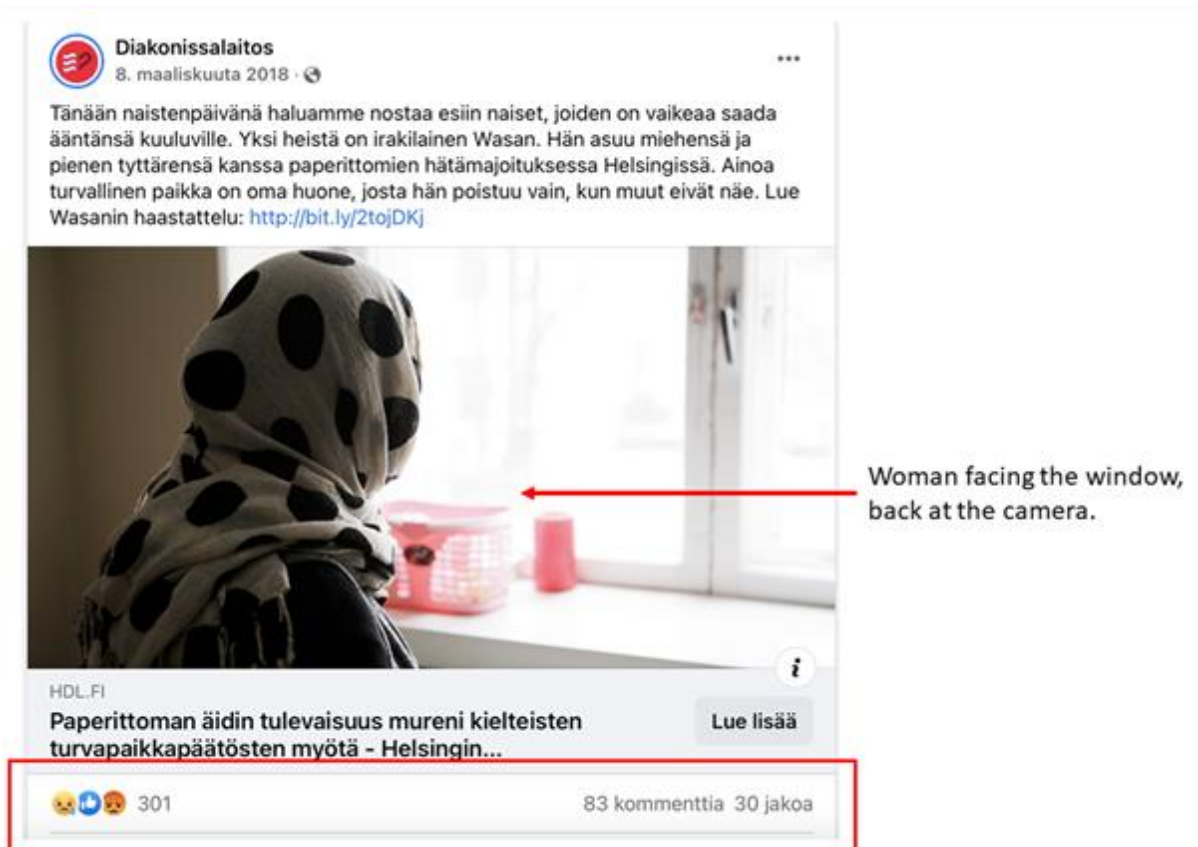 Diakonissalaitos
8. maaliskuuta 2018 ·
Tänään naistenpäivänä haluamme nostaa esiin naiset, joiden on vaikeaa saada
ääntänsä kuuluville. Yksi heistä on irakilainen Wasan. Hän asuu miehensä ja
pienen tyttärensä kanssa paperittomien hätämajoituksessa Helsingissä. Ainoa
turvallinen paikka on oma huone, josta hän poistuu vain, kun muut eivät näe. Lue
Wasanin haastattelu: http://bit.ly/2tojDKj
Woman facing the window,
back at the camera.
i
HDL.FI
Paperittoman äidin tulevaisuus mureni kielteisten
turvapaikkapäätösten myötä - Helsingin...
Lue lisää
301
83 kommenttia 30 jakoa